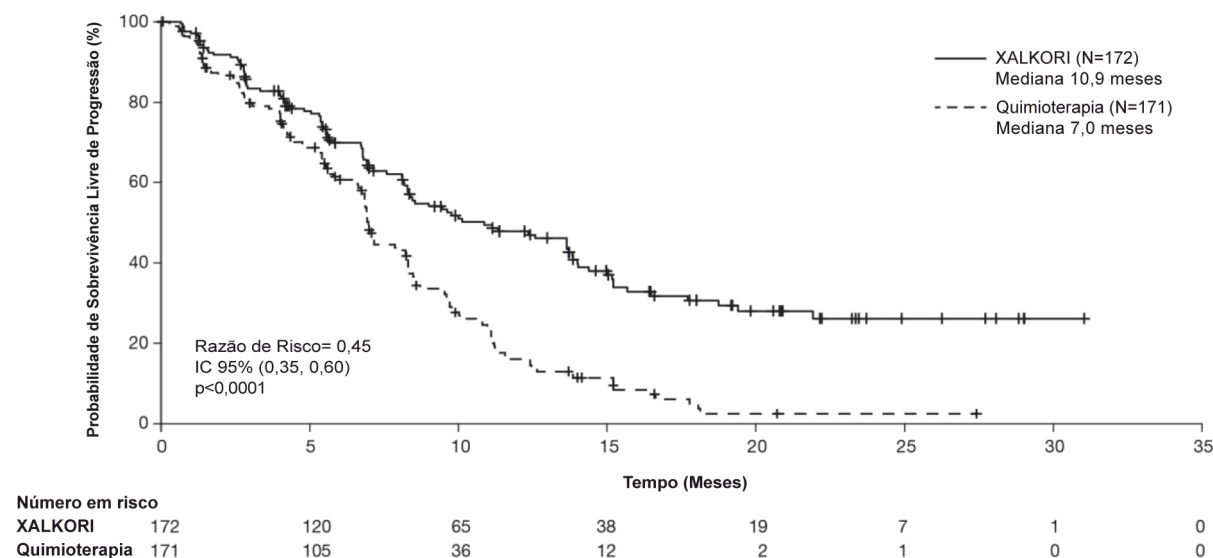 Probabilidade de Sobrevivência Livre de Progressão (%)
100
80
60
40
20
0
XALKORI (N=172)
Mediana 10,9 meses
Quimioterapia (N=171)
Mediana 7,0 meses
Razão de Risco= 0,45
IC 95% (0,35, 0,60)
p<0,0001
0 5 10 15 20 25 30 35
Tempo (Meses)
Número em risco
XALKORI 172 120 65 38 19 7 1 0
Quimioterapia 171 105 36 12 2 1 0 0